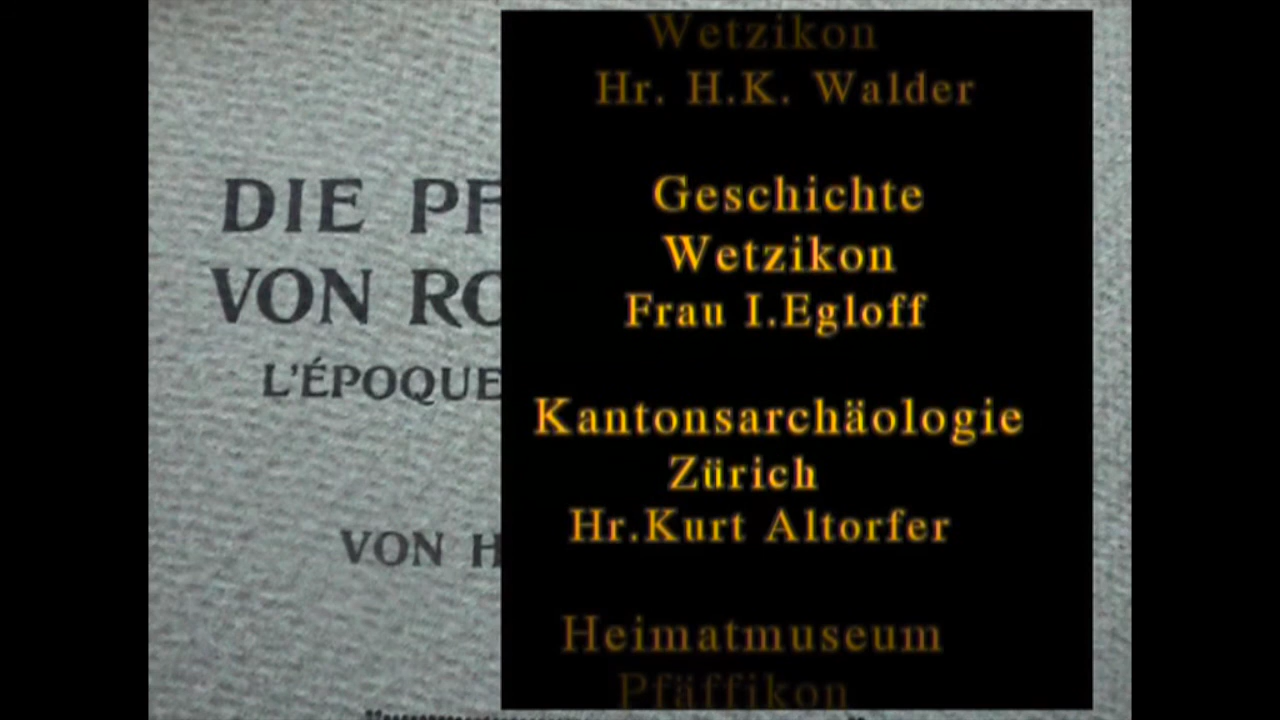 DIE PF
VON RO
L'ÉPOQUE
VON H
Wetzikon
Hr. H.K. Walder
Geschichte
Wetzikon
Frau I.Egloff
Kantonsarchäologie
Zürich
Hr.Kurt Altorfer
Heimatmuseum
Pfäffikon